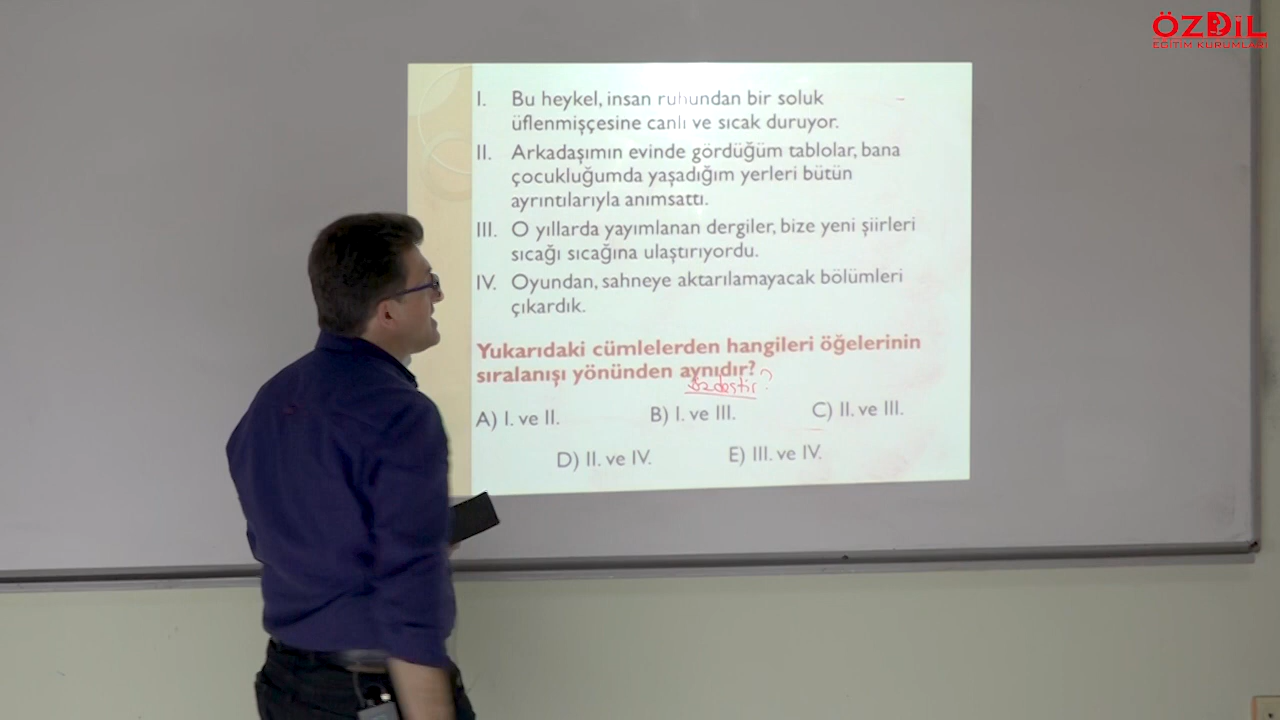 ÖZDİL
EĞİTİM KURUMLARI
I. Bu heykel, insan ruhundan bir soluk
üflenmişçesine canlı ve sıcak duruyor.
II. Arkadaşımın evinde gördüğüm tablolar, bana
çocukluğumda yaşadığım yerleri bütün
ayrıntılarıyla anımsattı.
III. O yıllarda yayımlanan dergiler, bize yeni şiirleri
sıcağı sıcağına ulaştırıyordu.
IV. Oyundan, sahneye aktarılamayacak bölümleri
çıkardık.
Yukarıdaki cümlelerden hangileri öğelerinin
sıralanışı yönünden aynıdır?
özdeştir?
A) I. ve II. B) I. ve III. C) II. ve III.
D) II. ve IV. E) III. ve IV.